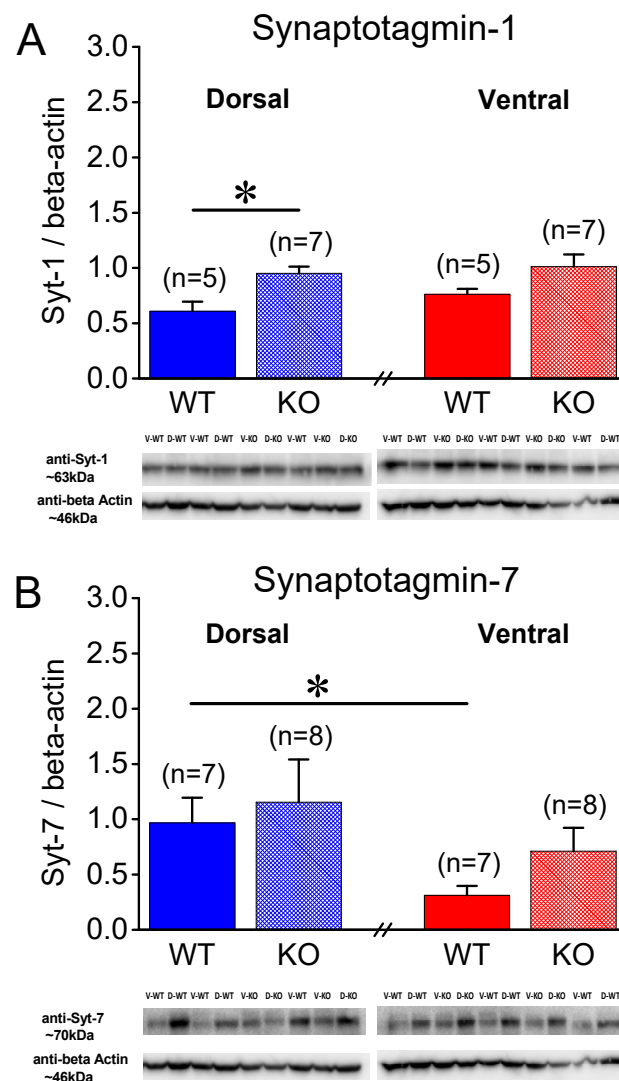 A
Synaptotagmin-1
3.0
2.5
2.0
1.5
1.0
0.5
0.0
Syt-1 / beta-actin
Dorsal
Ventral
*
(n=5)
(n=7)
(n=5)
(n=7)
WT
KO
//
WT
KO
V-WT D-WT V-WT D-WT V-KO D-KO V-WT V-KO D-KO
V-WT D-WT V-KO D-KO V-WT D-WT V-KO D-KO V-WT D-WT
anti-Syt-1
~63kDa
anti-beta Actin
~46kDa
B
Synaptotagmin-7
3.0
2.5
2.0
1.5
1.0
0.5
0.0
Syt-7 / beta-actin
Dorsal
Ventral
*
(n=7)
(n=8)
(n=7)
(n=8)
WT
KO
//
WT
KO
V-WT D-WT V-WT D-WT V-KO D-KO V-WT V-KO D-KO
V-WT D-WT V-KO D-KO V-WT D-WT V-KO D-KO V-WT D-WT
anti-Syt-7
~70kDa
anti-beta Actin
~46kDa